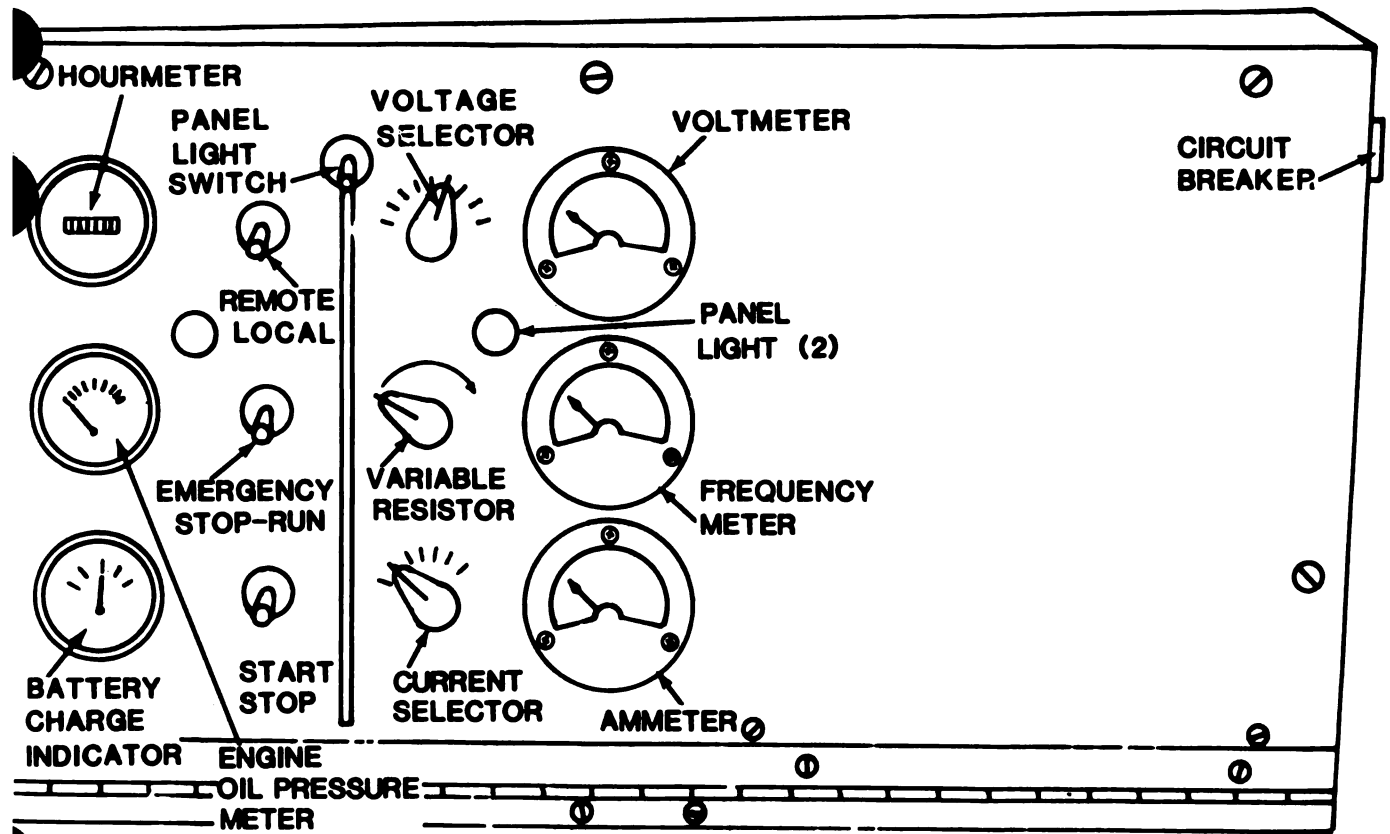 HOURMETER
PANEL
LIGHT
SWITCH
VOLTAGE
SELECTOR
VOLTMETER
CIRCUIT
BREAKER
REMOTE
LOCAL
PANEL
LIGHT (2)
EMERGENCY
STOP-RUN
VARIABLE
RESISTOR
FREQUENCY
METER
START
STOP
CURRENT
SELECTOR
AMMETER
BATTERY
CHARGE
INDICATOR
ENGINE
OIL PRESSURE
METER